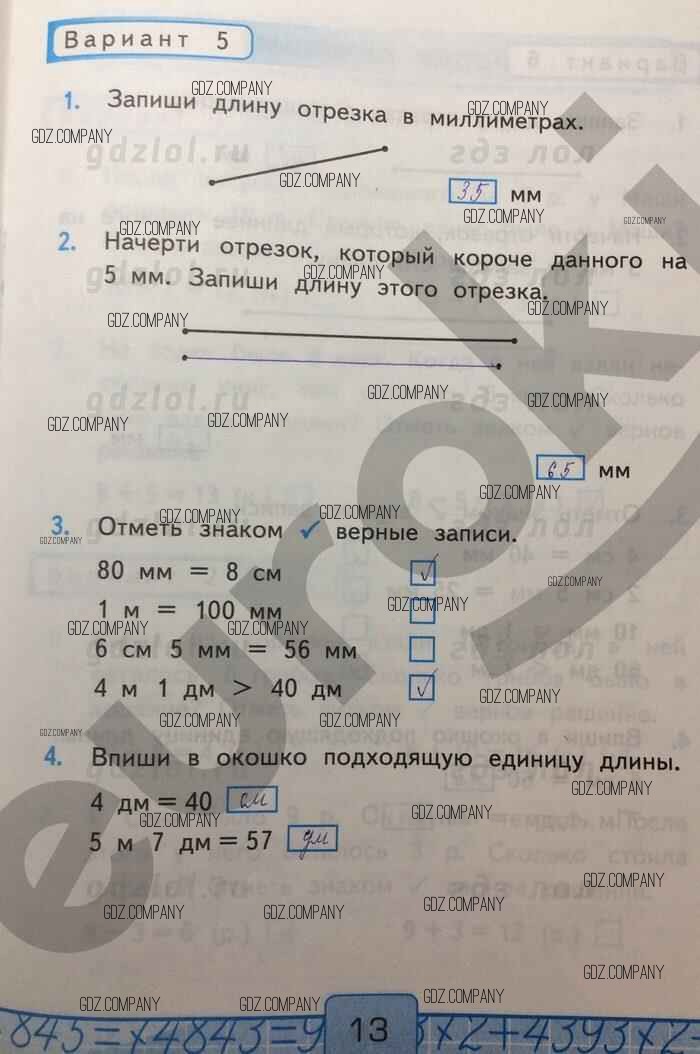 Вариант 5
1. Запиши длину отрезка в миллиметрах.
35 мм
2. Начерти отрезок, который короче данного на
5 мм. Запиши длину этого отрезка.
65 мм
3. Отметь знаком ✓ верные записи.
80 мм = 8 см ✓
1 м = 100 мм
6 см 5 мм = 56 мм
4 м 1 дм > 40 дм ✓
4. Впиши в окошко подходящую единицу длины.
4 дм = 40 см
5 м 7 дм = 57 дм
13
GDZ.COMPANY
gdzlol.ru
euroki